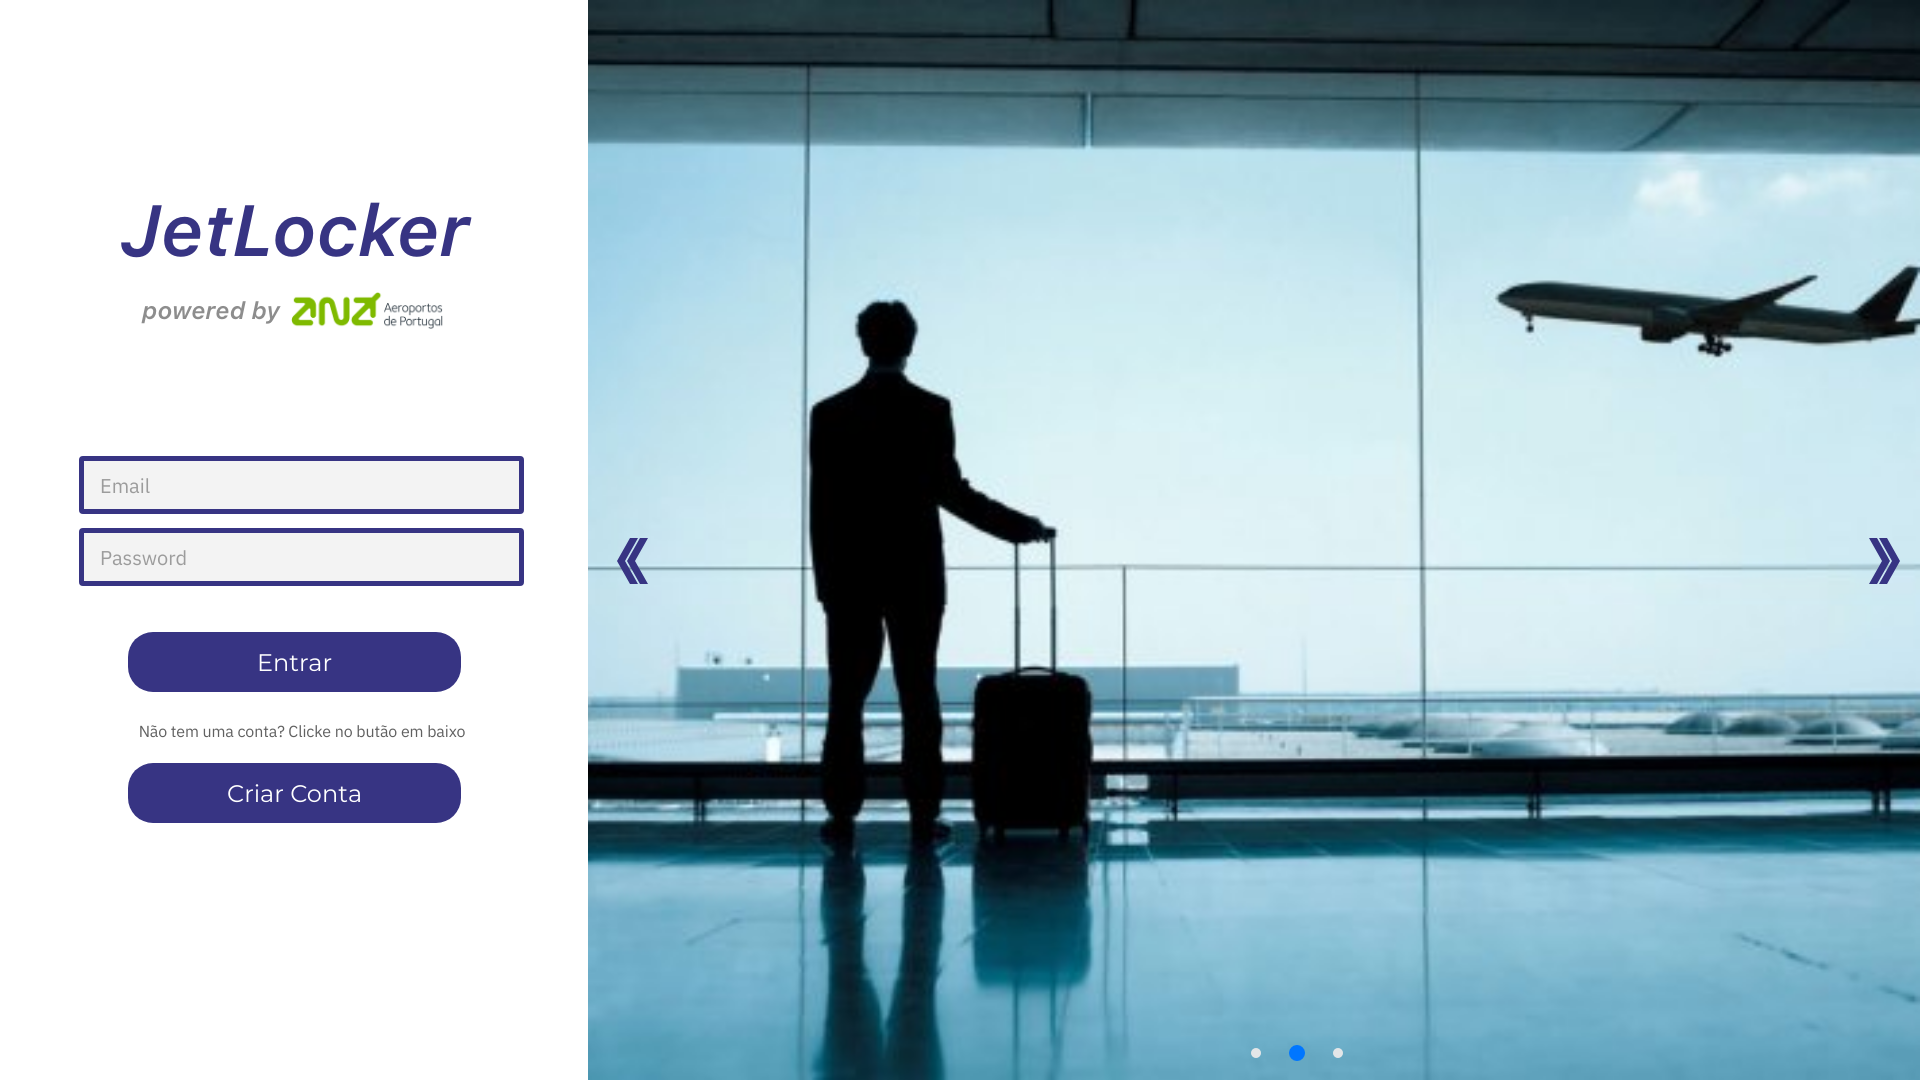 JetLocker
powered by ana Aeroportos
de Portugal
Email
Password
Entrar
Não tem uma conta? Clicke no butão em baixo
Criar Conta